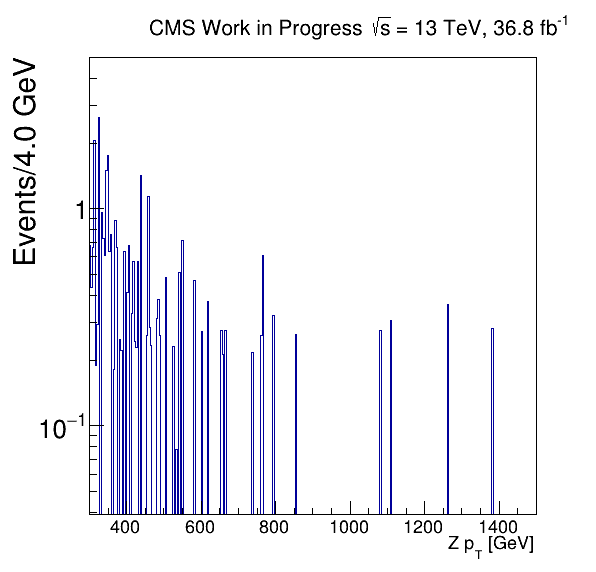 CMS Work in Progress √s = 13 TeV, 36.8 fb⁻¹
Events/4.0 GeV
1
10⁻¹
400 600 800 1000 1200 1400
Z p_T [GeV]